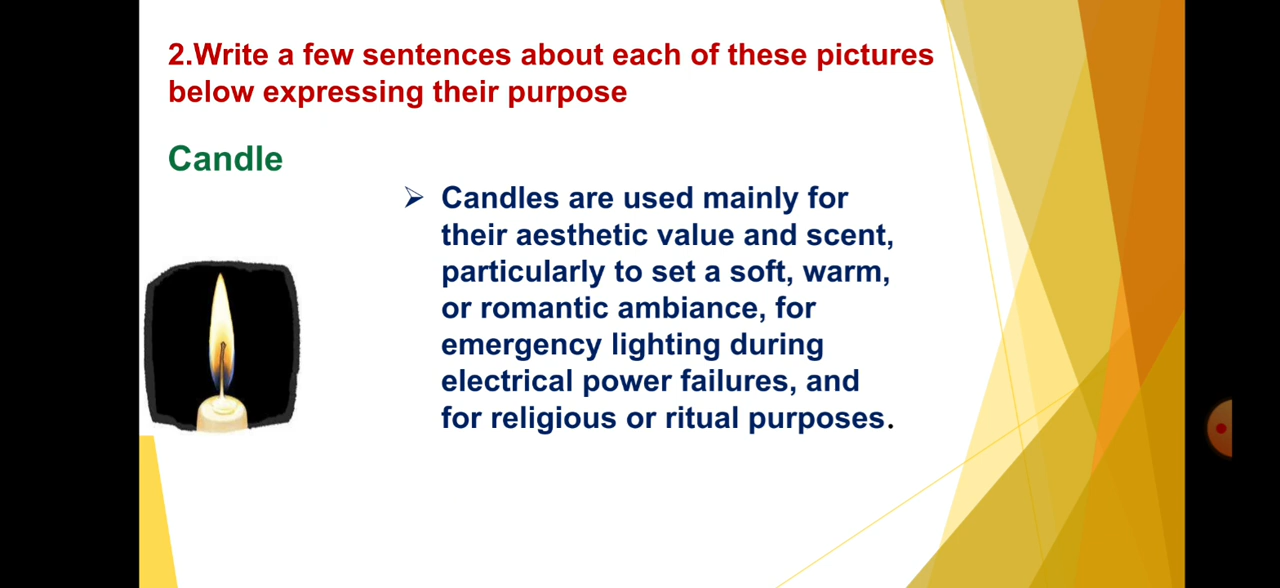 2.Write a few sentences about each of these pictures
below expressing their purpose
Candle
➢ Candles are used mainly for
their aesthetic value and scent,
particularly to set a soft, warm,
or romantic ambiance, for
emergency lighting during
electrical power failures, and
for religious or ritual purposes.